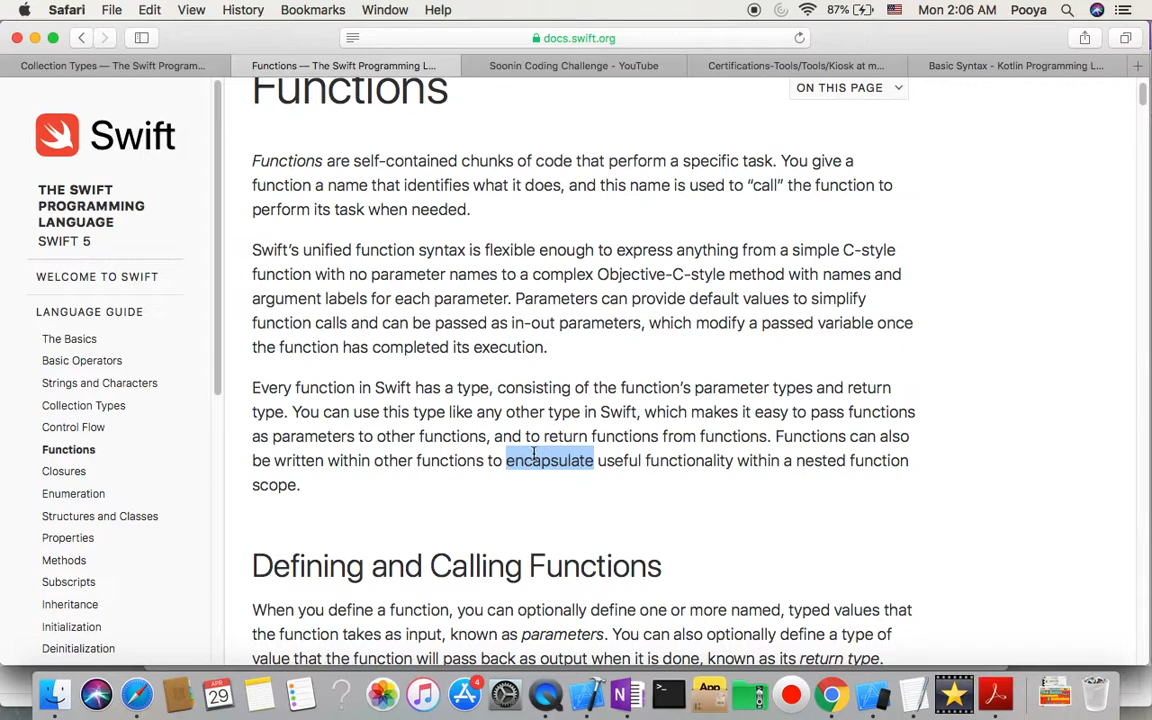 Safari File Edit View History Bookmarks Window Help 87% Mon 2:06 AM Pooya
docs.swift.org
Collection Types — The Swift Program... Functions — The Swift Programming L... Soonin Coding Challenge - YouTube Certifications-Tools/Tools/Kiosk at m... Basic Syntax - Kotlin Programming L...
Swift
THE SWIFT
PROGRAMMING
LANGUAGE
SWIFT 5
WELCOME TO SWIFT
LANGUAGE GUIDE
The Basics
Basic Operators
Strings and Characters
Collection Types
Control Flow
Functions
Closures
Enumeration
Structures and Classes
Properties
Methods
Subscripts
Inheritance
Initialization
Deinitialization
Functions
ON THIS PAGE
Functions are self-contained chunks of code that perform a specific task. You give a
function a name that identifies what it does, and this name is used to “call” the function to
perform its task when needed.
Swift’s unified function syntax is flexible enough to express anything from a simple C-style
function with no parameter names to a complex Objective-C-style method with names and
argument labels for each parameter. Parameters can provide default values to simplify
function calls and can be passed as in-out parameters, which modify a passed variable once
the function has completed its execution.
Every function in Swift has a type, consisting of the function’s parameter types and return
type. You can use this type like any other type in Swift, which makes it easy to pass functions
as parameters to other functions, and to return functions from functions. Functions can also
be written within other functions to encapsulate useful functionality within a nested function
scope.
Defining and Calling Functions
When you define a function, you can optionally define one or more named, typed values that
the function takes as input, known as parameters. You can also optionally define a type of
value that the function will pass back as output when it is done, known as its return type.
APR
29
4
App